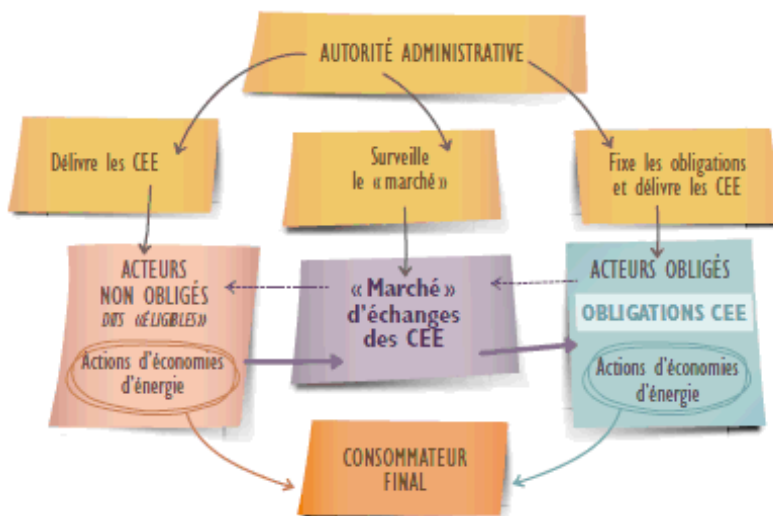 AUTORITÉ ADMINISTRATIVE
Délivre les CEE
Surveille
le « marché »
Fixe les obligations
et délivre les CEE
ACTEURS
NON OBLIGÉS
DITS «ÉLIGIBLES»
Actions d'économies
d'énergie
« Marché »
d'échanges
des CEE
ACTEURS OBLIGÉS
OBLIGATIONS CEE
Actions d'économies
d'énergie
CONSOMMATEUR
FINAL